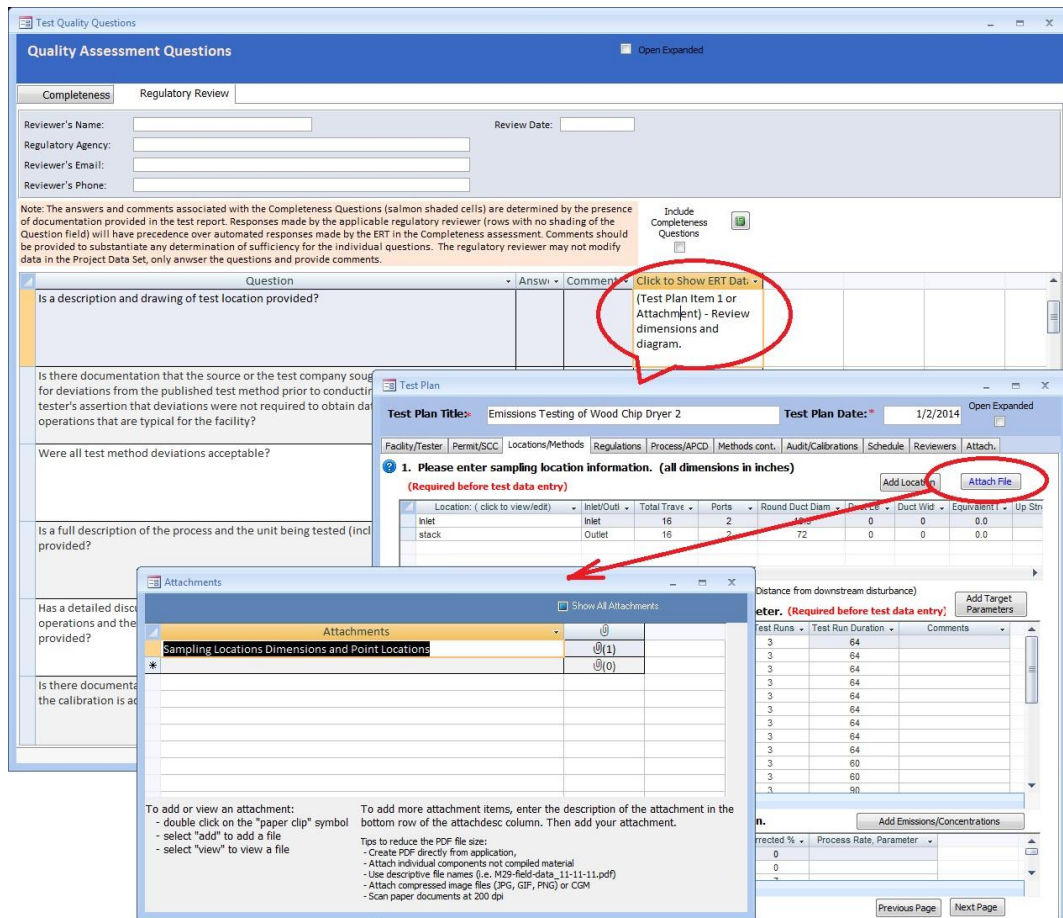 Test Quality Questions
Quality Assessment Questions
Open Expanded
Completeness
Regulatory Review
Reviewer's Name:
Review Date:
Regulatory Agency:
Reviewer's Email:
Reviewer's Phone:
Note: The answers and comments associated with the Completeness Questions (salmon shaded cells) are determined by the presence
of documentation provided in the test report. Responses made by the applicable regulatory reviewer (rows with no shading of the
Question field) will have precedence over automated responses made by the ERT in the Completeness assessment. Comments should
be provided to substantiate any determination of sufficiency for the individual questions. The regulatory reviewer may not modify
data in the Project Data Set, only anwser the questions and provide comments.
Include
Completeness
Questions
Question
Answ
Comment
Click to Show ERT Data
Is a description and drawing of test location provided?
(Test Plan Item 1 or
Attachment) - Review
dimensions and
diagram.
Is there documentation that the source or the test company soug
for deviations from the published test method prior to conductin
tester's assertion that deviations were not required to obtain dat
operations that are typical for the facility?
Were all test method deviations acceptable?
Is a full description of the process and the unit being tested (incl
provided?
Has a detailed discu
operations and the
provided?
Is there documenta
the calibration is ac
Test Plan
Test Plan Title:*
Emissions Testing of Wood Chip Dryer 2
Test Plan Date:*
1/2/2014
Open Expanded
Facility/Tester
Permit/SCC
Locations/Methods
Regulations
Process/APCD
Methods cont.
Audit/Calibrations
Schedule
Reviewers
Attach.
1. Please enter sampling location information. (all dimensions in inches)
(Required before test data entry)
Add Location
Attach File
Location: ( click to view/edit)
Inlet/Outl
Total Trave
Ports
Round Duct Diam
Duct Wid
Equivalent
Up Stre
Inlet Inlet 16 2 0 0 0.0
stack Outlet 16 2 72 0 0 0.0
Distance from downstream disturbance)
Add Target
Parameters
eter. (Required before test data entry)
Test Runs
Test Run Duration
Comments
3 64
3 64
3 64
3 64
3 64
3 64
3 64
3 64
3 60
3 60
3 90
n.
Add Emissions/Concentrations
rrected %
Process Rate, Parameter
0
0
Previous Page
Next Page
Attachments
Show All Attachments
Attachments
Sampling Locations Dimensions and Point Locations
(1)
(0)
To add or view an attachment:
- double click on the "paper clip" symbol
- select "add" to add a file
- select "view" to view a file
To add more attachment items, enter the description of the attachment in the
bottom row of the attachdesc column. Then add your attachment.
Tips to reduce the PDF file size:
- Create PDF directly from application,
- Attach individual components not compiled material
- Use descriptive file names (i.e. M29-field-data_11-11-11.pdf)
- Attach compressed image files (JPG, GIF, PNG) or CGM
- Scan paper documents at 200 dpi